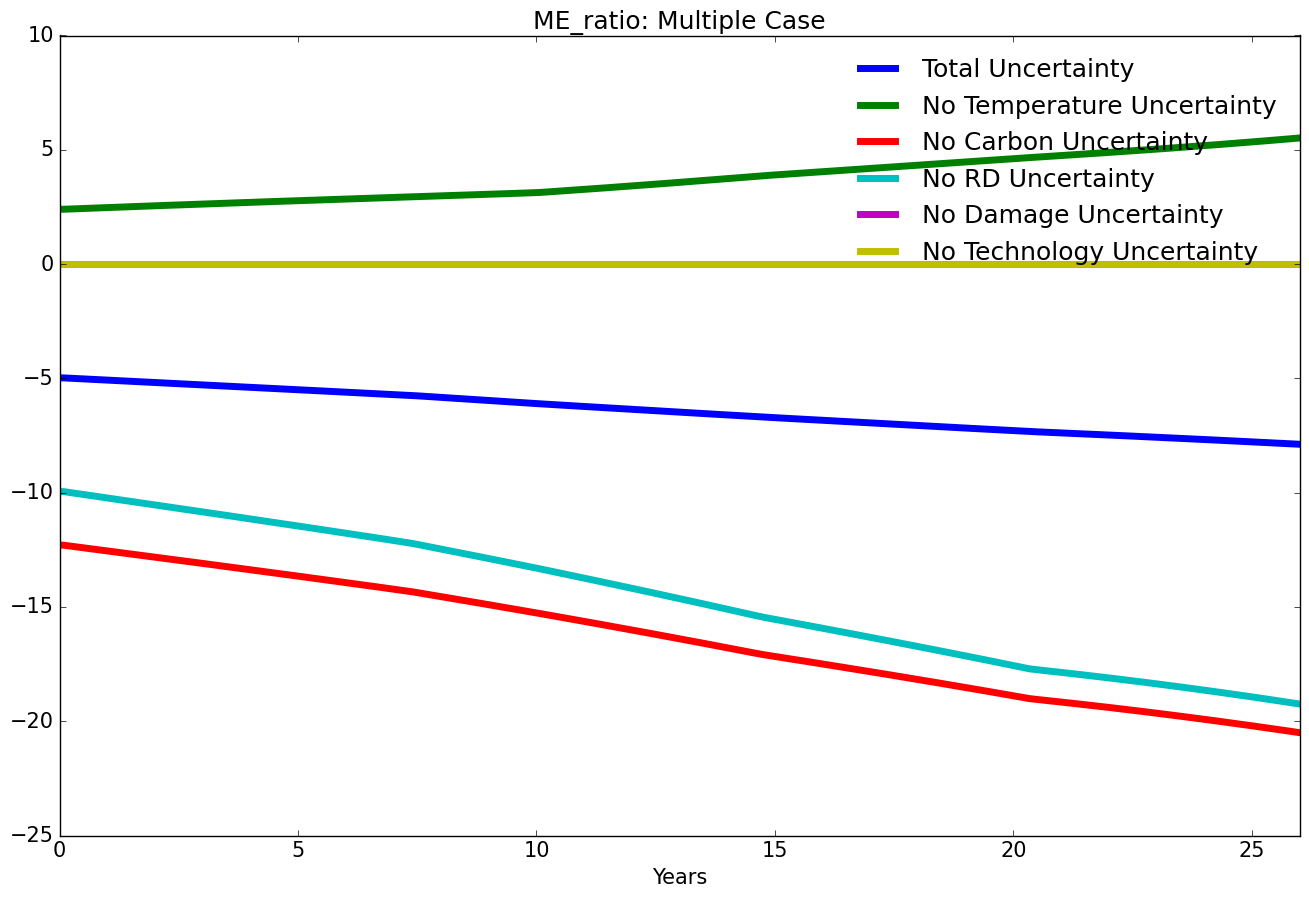 ME_ratio: Multiple Case
10
5
0
−5
−10
−15
−20
−25
Total Uncertainty
No Temperature Uncertainty
No Carbon Uncertainty
No RD Uncertainty
No Damage Uncertainty
No Technology Uncertainty
0 5 10 15 20 25
Years